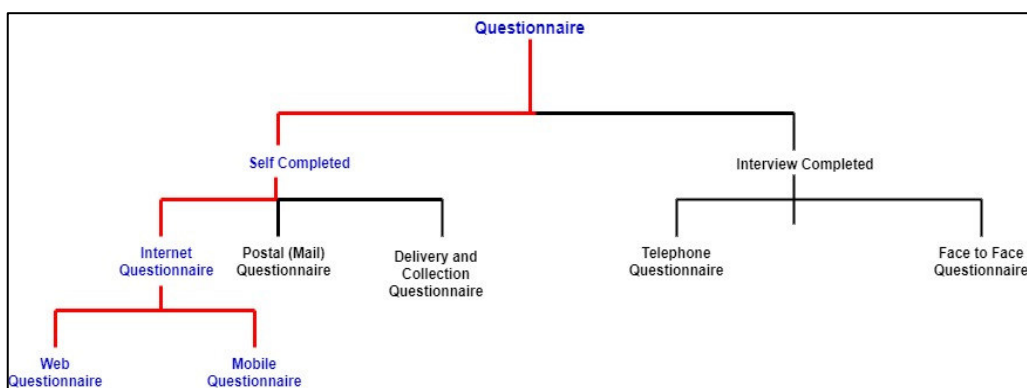 Questionnaire
Self Completed
Interview Completed
Internet
Questionnaire
Postal (Mail)
Questionnaire
Delivery and
Collection
Questionnaire
Telephone
Questionnaire
Face to Face
Questionnaire
Web
Questionnaire
Mobile
Questionnaire